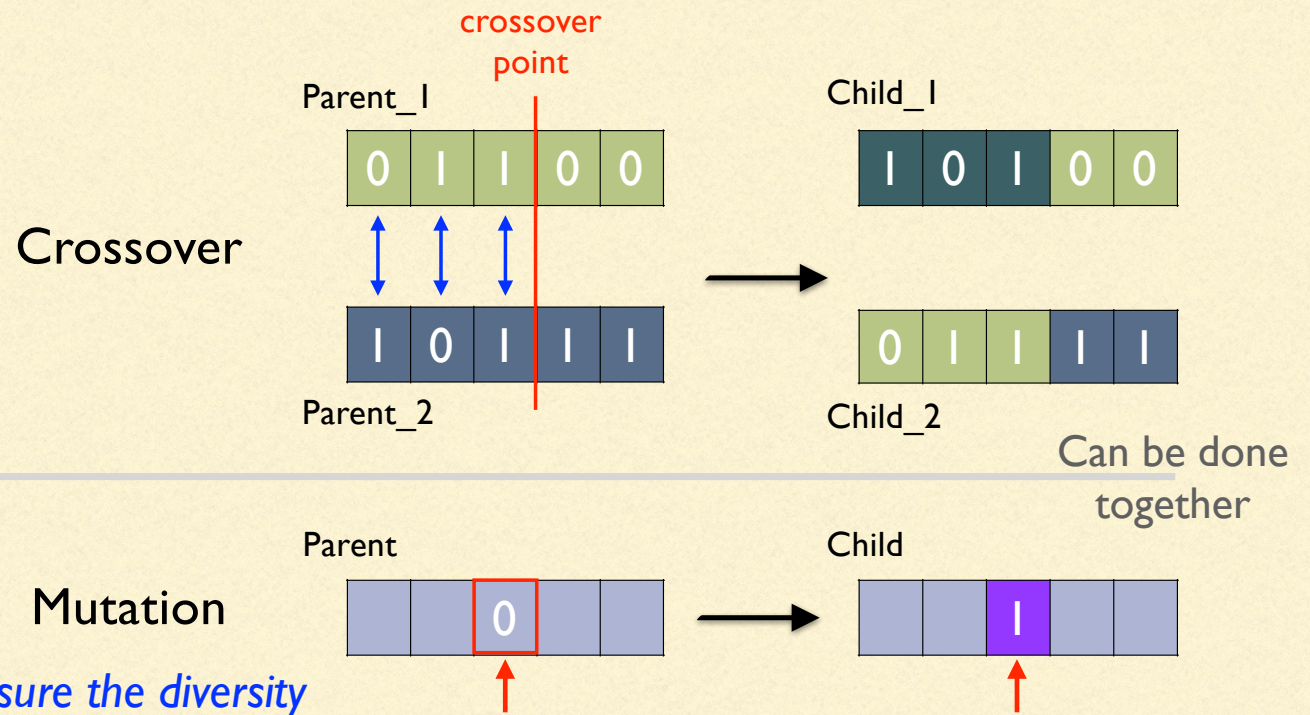 crossover
point
Parent_1
Child_1
0 1 1 0 0
1 0 1 0 0
Crossover
1 0 1 1 1
0 1 1 1 1
Parent_2
Child_2
Can be done
together
Parent
Child
Mutation
0
1
the diversity